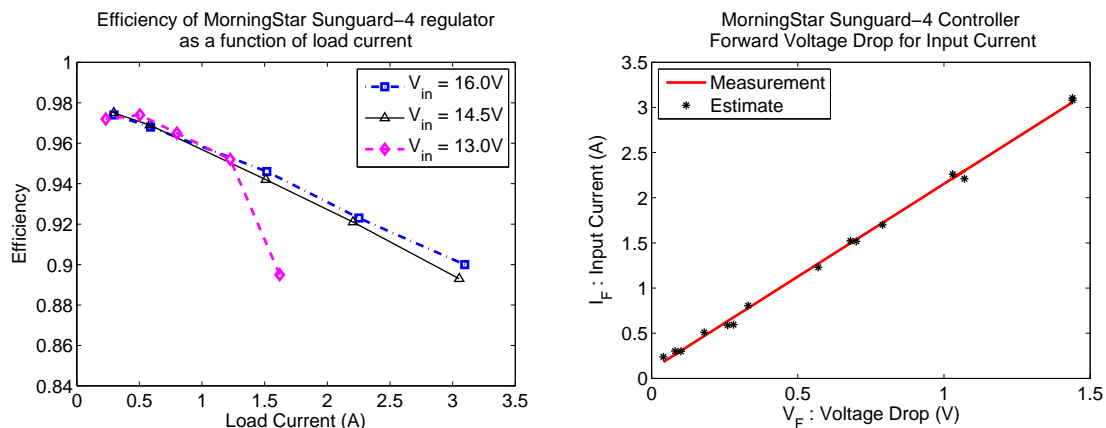 Efficiency of MorningStar Sunguard−4 regulator
as a function of load current
1
0.98
0.96
0.94
0.92
0.9
0.88
0.86
0.84
Efficiency
V_in = 16.0V
V_in = 14.5V
V_in = 13.0V
0 0.5 1 1.5 2 2.5 3 3.5
Load Current (A)
MorningStar Sunguard−4 Controller
Forward Voltage Drop for Input Current
3.5
3
2.5
2
1.5
1
0.5
0
I_F : Input Current (A)
Measurement
Estimate
0 0.5 1 1.5
V_F : Voltage Drop (V)